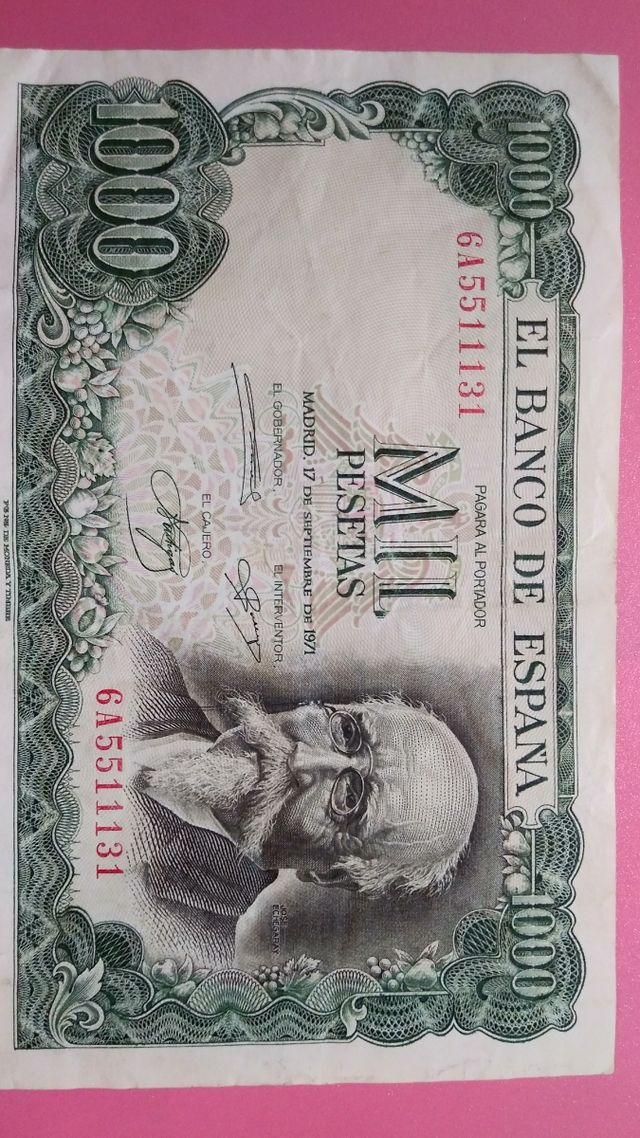 1000
EL BANCO DE ESPAÑA
1000
PAGARA AL PORTADOR
6A5511131
MIL
PESETAS
MADRID, 17 DE SEPTIEMBRE DE 1971
EL GOBERNADOR,
EL INTERVENTOR
EL CAJERO,
JOSÉ
ECHEGARAY
1000
6A5511131